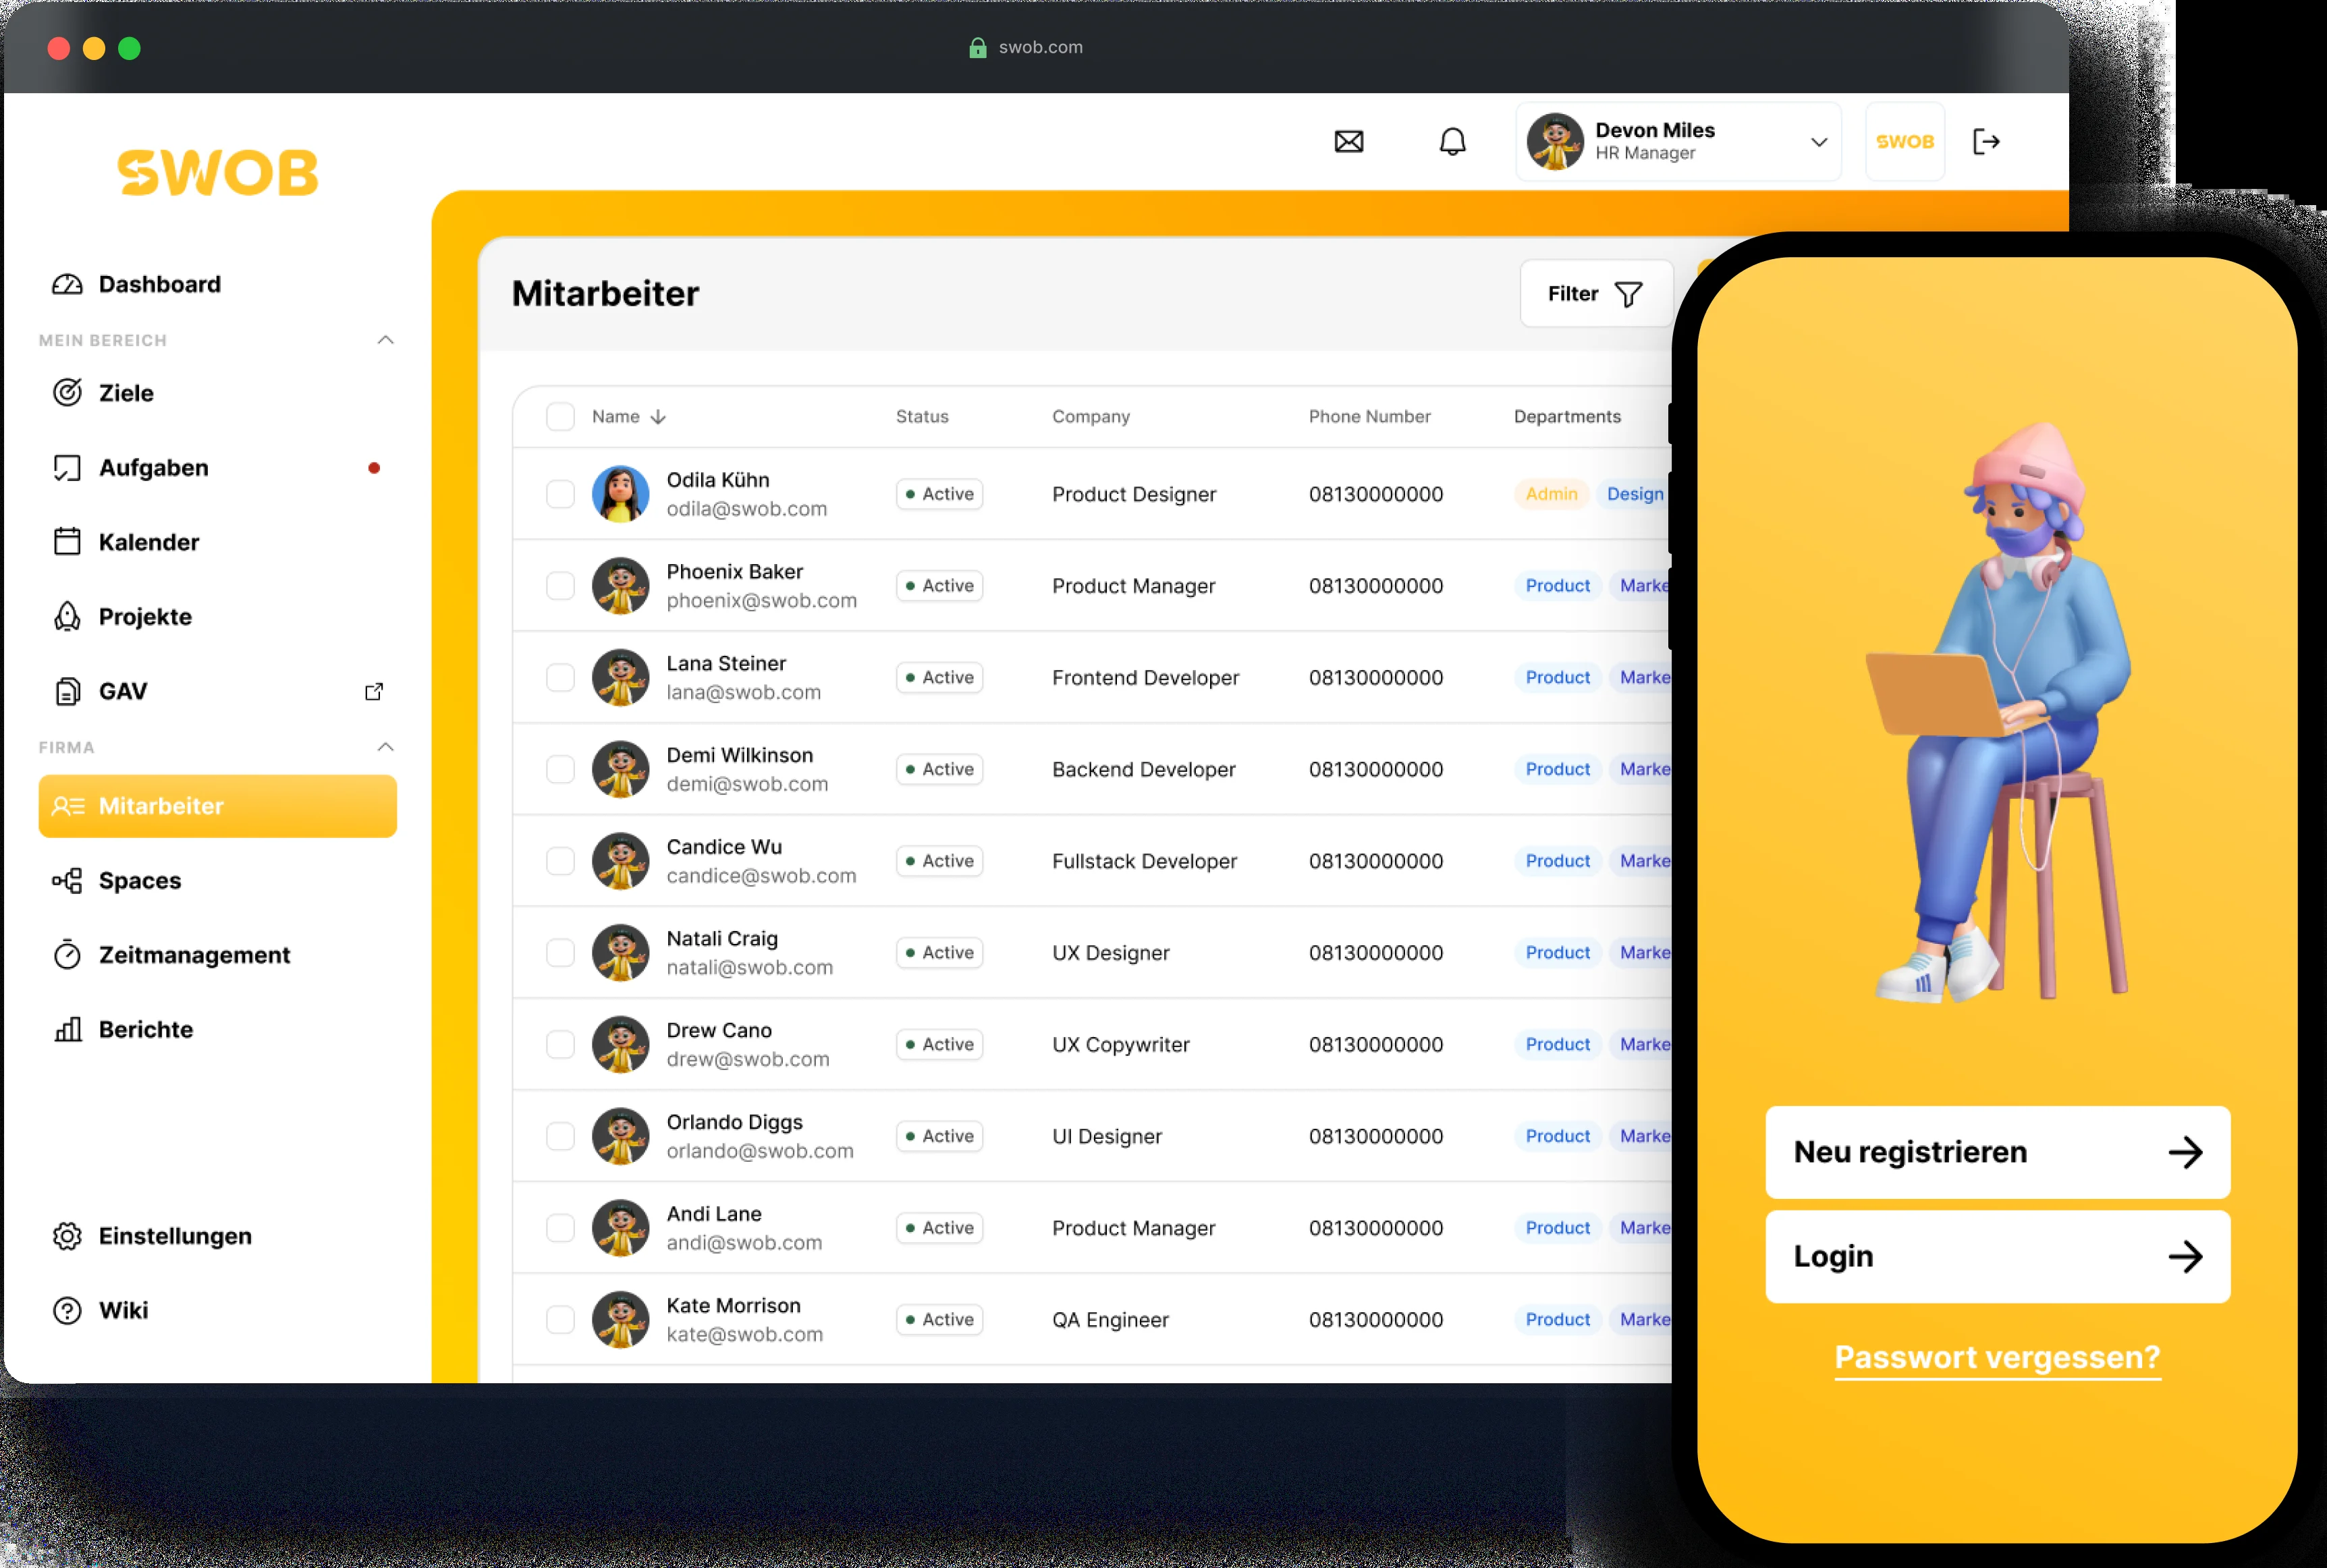 swob.com
SWOB
Devon Miles
HR Manager
SWOB
Dashboard
MEIN BEREICH
Ziele
Aufgaben
Kalender
Projekte
GAV
FIRMA
Mitarbeiter
Spaces
Zeitmanagement
Berichte
Einstellungen
Wiki
Mitarbeiter
Filter
Name Status Company Phone Number Departments
Odila Kühn
odila@swob.com
Active Product Designer 08130000000 Admin Design
Phoenix Baker
phoenix@swob.com
Active Product Manager 08130000000 Product Marke
Lana Steiner
lana@swob.com
Active Frontend Developer 08130000000 Product Marke
Demi Wilkinson
demi@swob.com
Active Backend Developer 08130000000 Product Marke
Candice Wu
candice@swob.com
Active Fullstack Developer 08130000000 Product Marke
Natali Craig
natali@swob.com
Active UX Designer 08130000000 Product Marke
Drew Cano
drew@swob.com
Active UX Copywriter 08130000000 Product Marke
Orlando Diggs
orlando@swob.com
Active UI Designer 08130000000 Product Marke
Andi Lane
andi@swob.com
Active Product Manager 08130000000 Product Marke
Kate Morrison
kate@swob.com
Active QA Engineer 08130000000 Product Marke
Neu registrieren
Login
Passwort vergessen?